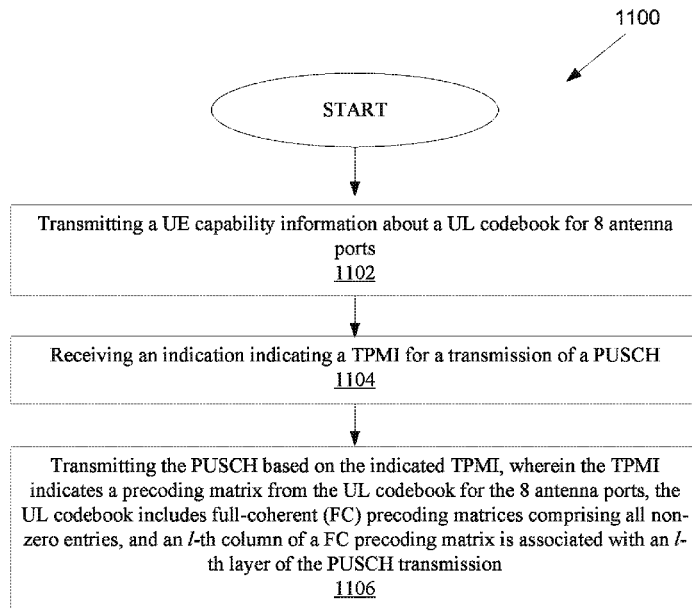 1100
START
Transmitting a UE capability information about a UL codebook for 8 antenna
ports
1102
Receiving an indication indicating a TPMI for a transmission of a PUSCH
1104
Transmitting the PUSCH based on the indicated TPMI, wherein the TPMI
indicates a precoding matrix from the UL codebook for the 8 antenna ports, the
UL codebook includes full-coherent (FC) precoding matrices comprising all non-
zero entries, and an l-th column of a FC precoding matrix is associated with an l-
th layer of the PUSCH transmission
1106